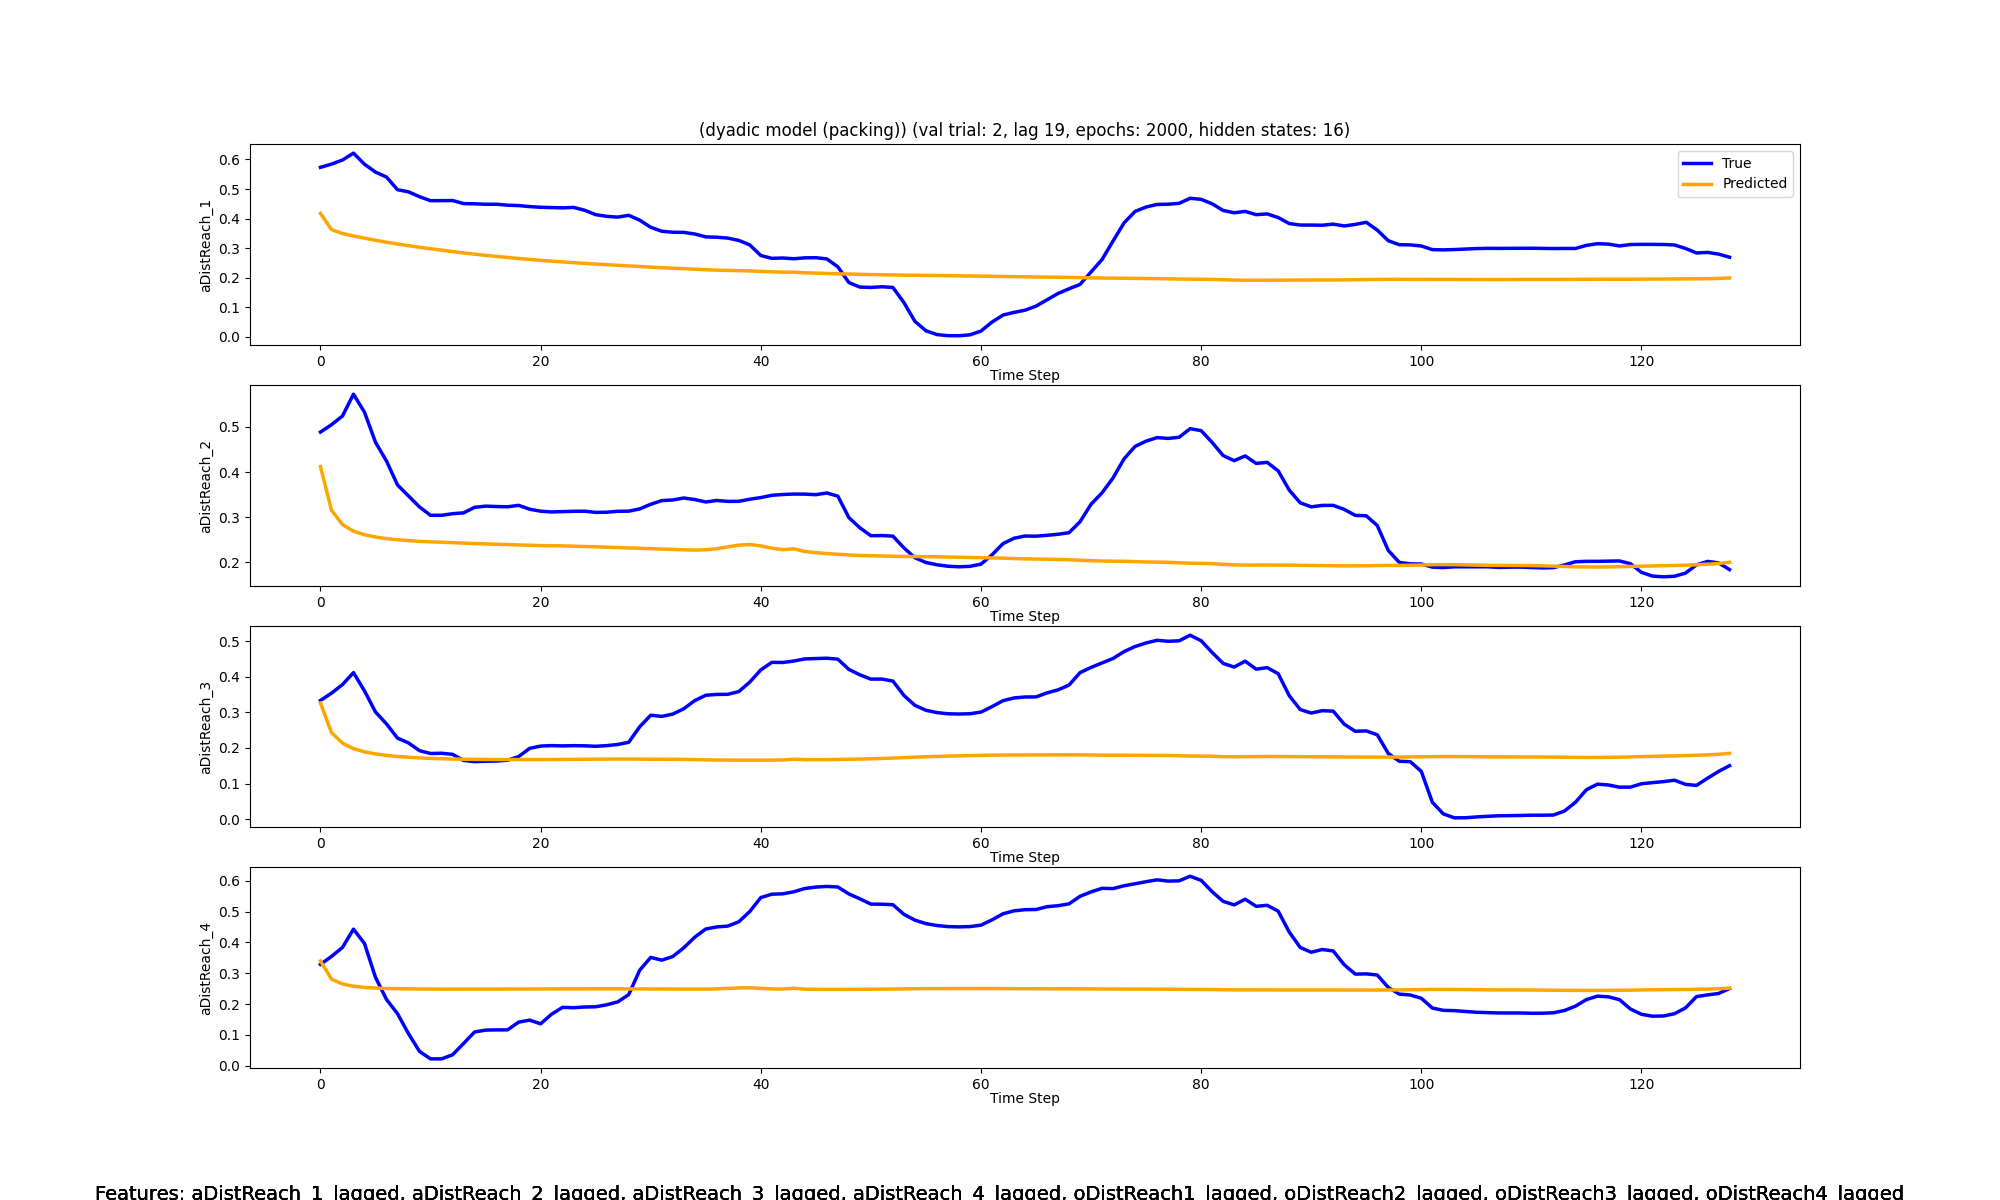 (dyadic model (packing)) (val trial: 2, lag 19, epochs: 2000, hidden states: 16)
True
Predicted
aDistReach_1
0.6
0.5
0.4
0.3
0.2
0.1
0.0
0 20 40 60 80 100 120
Time Step
aDistReach_2
0.5
0.4
0.3
0.2
0 20 40 60 80 100 120
Time Step
aDistReach_3
0.5
0.4
0.3
0.2
0.1
0.0
0 20 40 60 80 100 120
Time Step
aDistReach_4
0.6
0.5
0.4
0.3
0.2
0.1
0.0
0 20 40 60 80 100 120
Time Step
Features: aDistReach_1_lagged, aDistReach_2_lagged, aDistReach_3_lagged, aDistReach_4_lagged, oDistReach1_lagged, oDistReach2_lagged, oDistReach3_lagged, oDistReach4_lagged